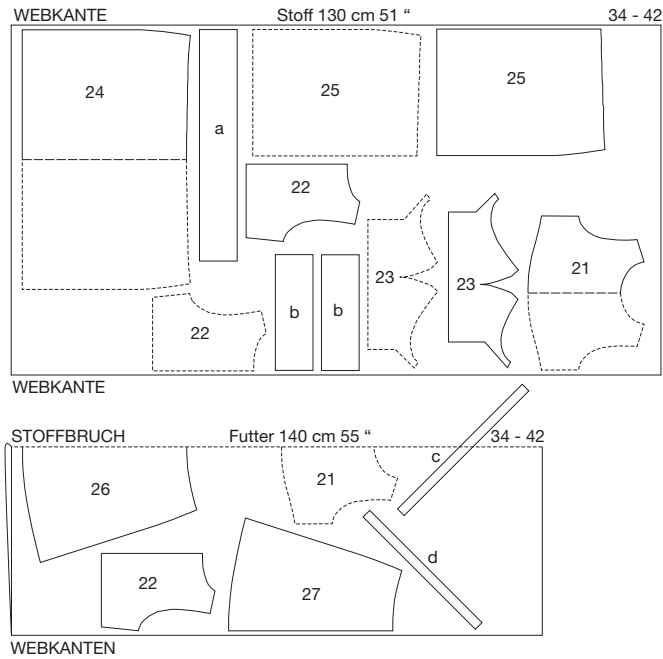 WEBKANTE Stoff 130 cm 51 “ 34 - 42
24
a
25
25
22
23
23
21
b b
22
WEBKANTE
STOFFBRUCH Futter 140 cm 55 “ 34 - 42
c
26
21
d
22
27
WEBKANTEN